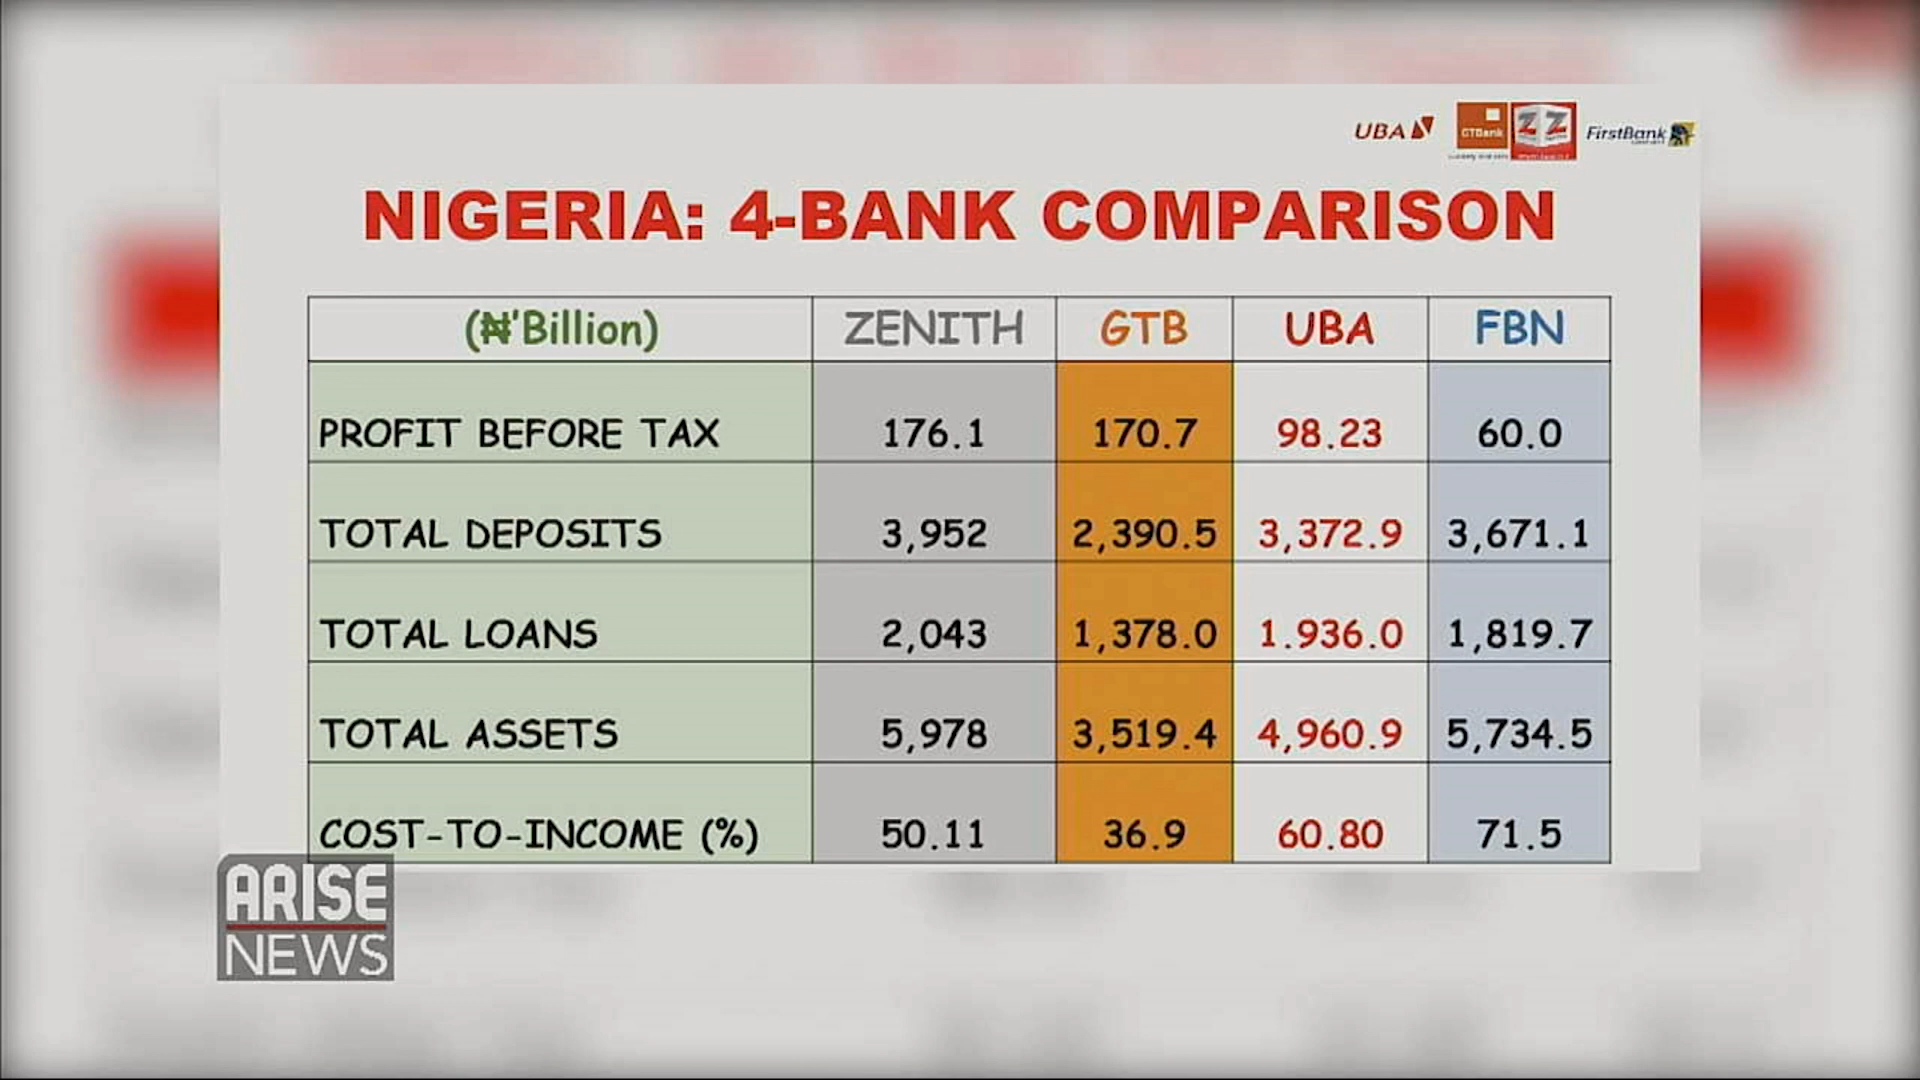 UBA GTBank ZZ FirstBank
NIGERIA: 4-BANK COMPARISON
(₦'Billion) ZENITH GTB UBA FBN
PROFIT BEFORE TAX 176.1 170.7 98.23 60.0
TOTAL DEPOSITS 3,952 2,390.5 3,372.9 3,671.1
TOTAL LOANS 2,043 1,378.0 1.936.0 1,819.7
TOTAL ASSETS 5,978 3,519.4 4,960.9 5,734.5
COST-TO-INCOME (%) 50.11 36.9 60.80 71.5
ARISE
NEWS